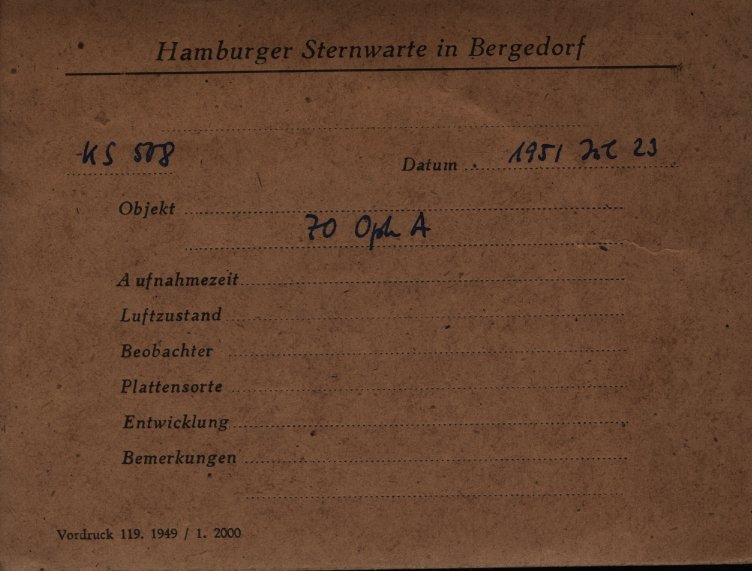 Hamburger Sternwarte in Bergedorf
KS 508
Datum 1951 Jul 23
Objekt
70 Oph A
Aufnahmezeit
Luftzustand
Beobachter
Plattensorte
Entwicklung
Bemerkungen
Vordruck 119. 1949 / 1. 2000